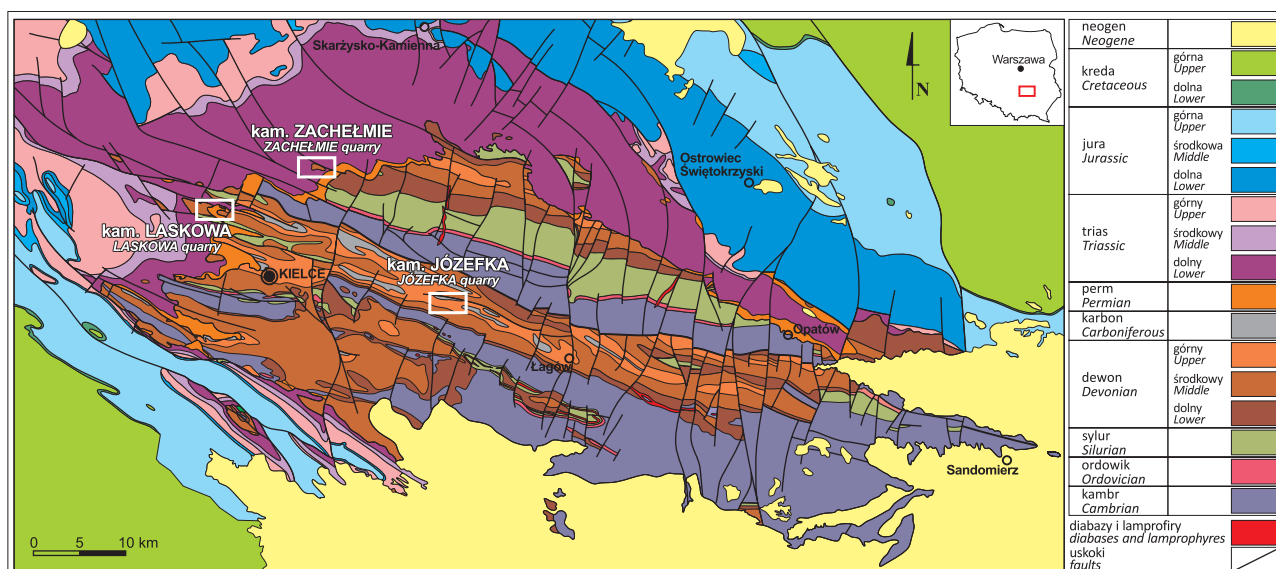 Skarżysko-Kamienna
kam. ZACHEŁMIE
ZACHEŁMIE quarry
N
Warszawa
Ostrowiec
Świętokrzyski
kam. LASKOWA
LASKOWA quarry
KIELCE
kam. JÓZEFKA
JÓZEFKA quarry
Opatów
Łagów
Sandomierz
0 5 10 km
neogen
Neogene
kreda
Cretaceous
górna
Upper
dolna
Lower
jura
Jurassic
górna
Upper
środkowa
Middle
dolna
Lower
trias
Triassic
górny
Upper
środkowy
Middle
dolny
Lower
perm
Permian
karbon
Carboniferous
dewon
Devonian
górny
Upper
środkowy
Middle
dolny
Lower
sylur
Silurian
ordowik
Ordovician
kambr
Cambrian
diabazy i lamprofiry
diabases and lamprophyres
uskoki
faults